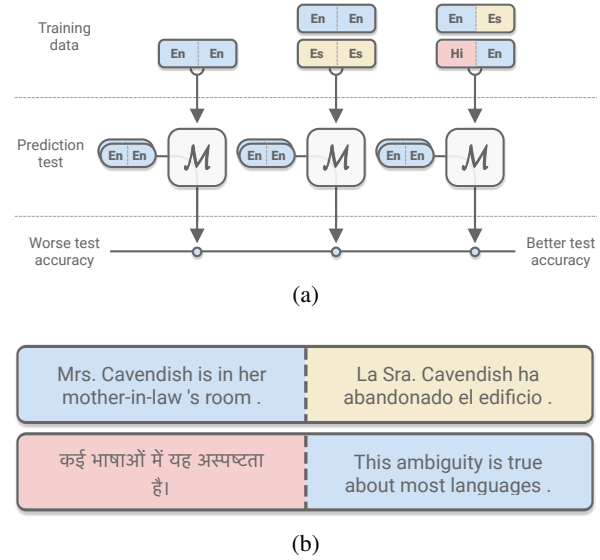 Training
data
En En
En En
Es Es
En Es
Hi En
Prediction
test
En En
M
En En
M
En En
M
Worse test
accuracy
Better test
accuracy
(a)
Mrs. Cavendish is in her
mother-in-law 's room .
La Sra. Cavendish ha
abandonado el edificio .
कई भाषाओं में यह अस्पष्टता
है।
This ambiguity is true
about most languages .
(b)